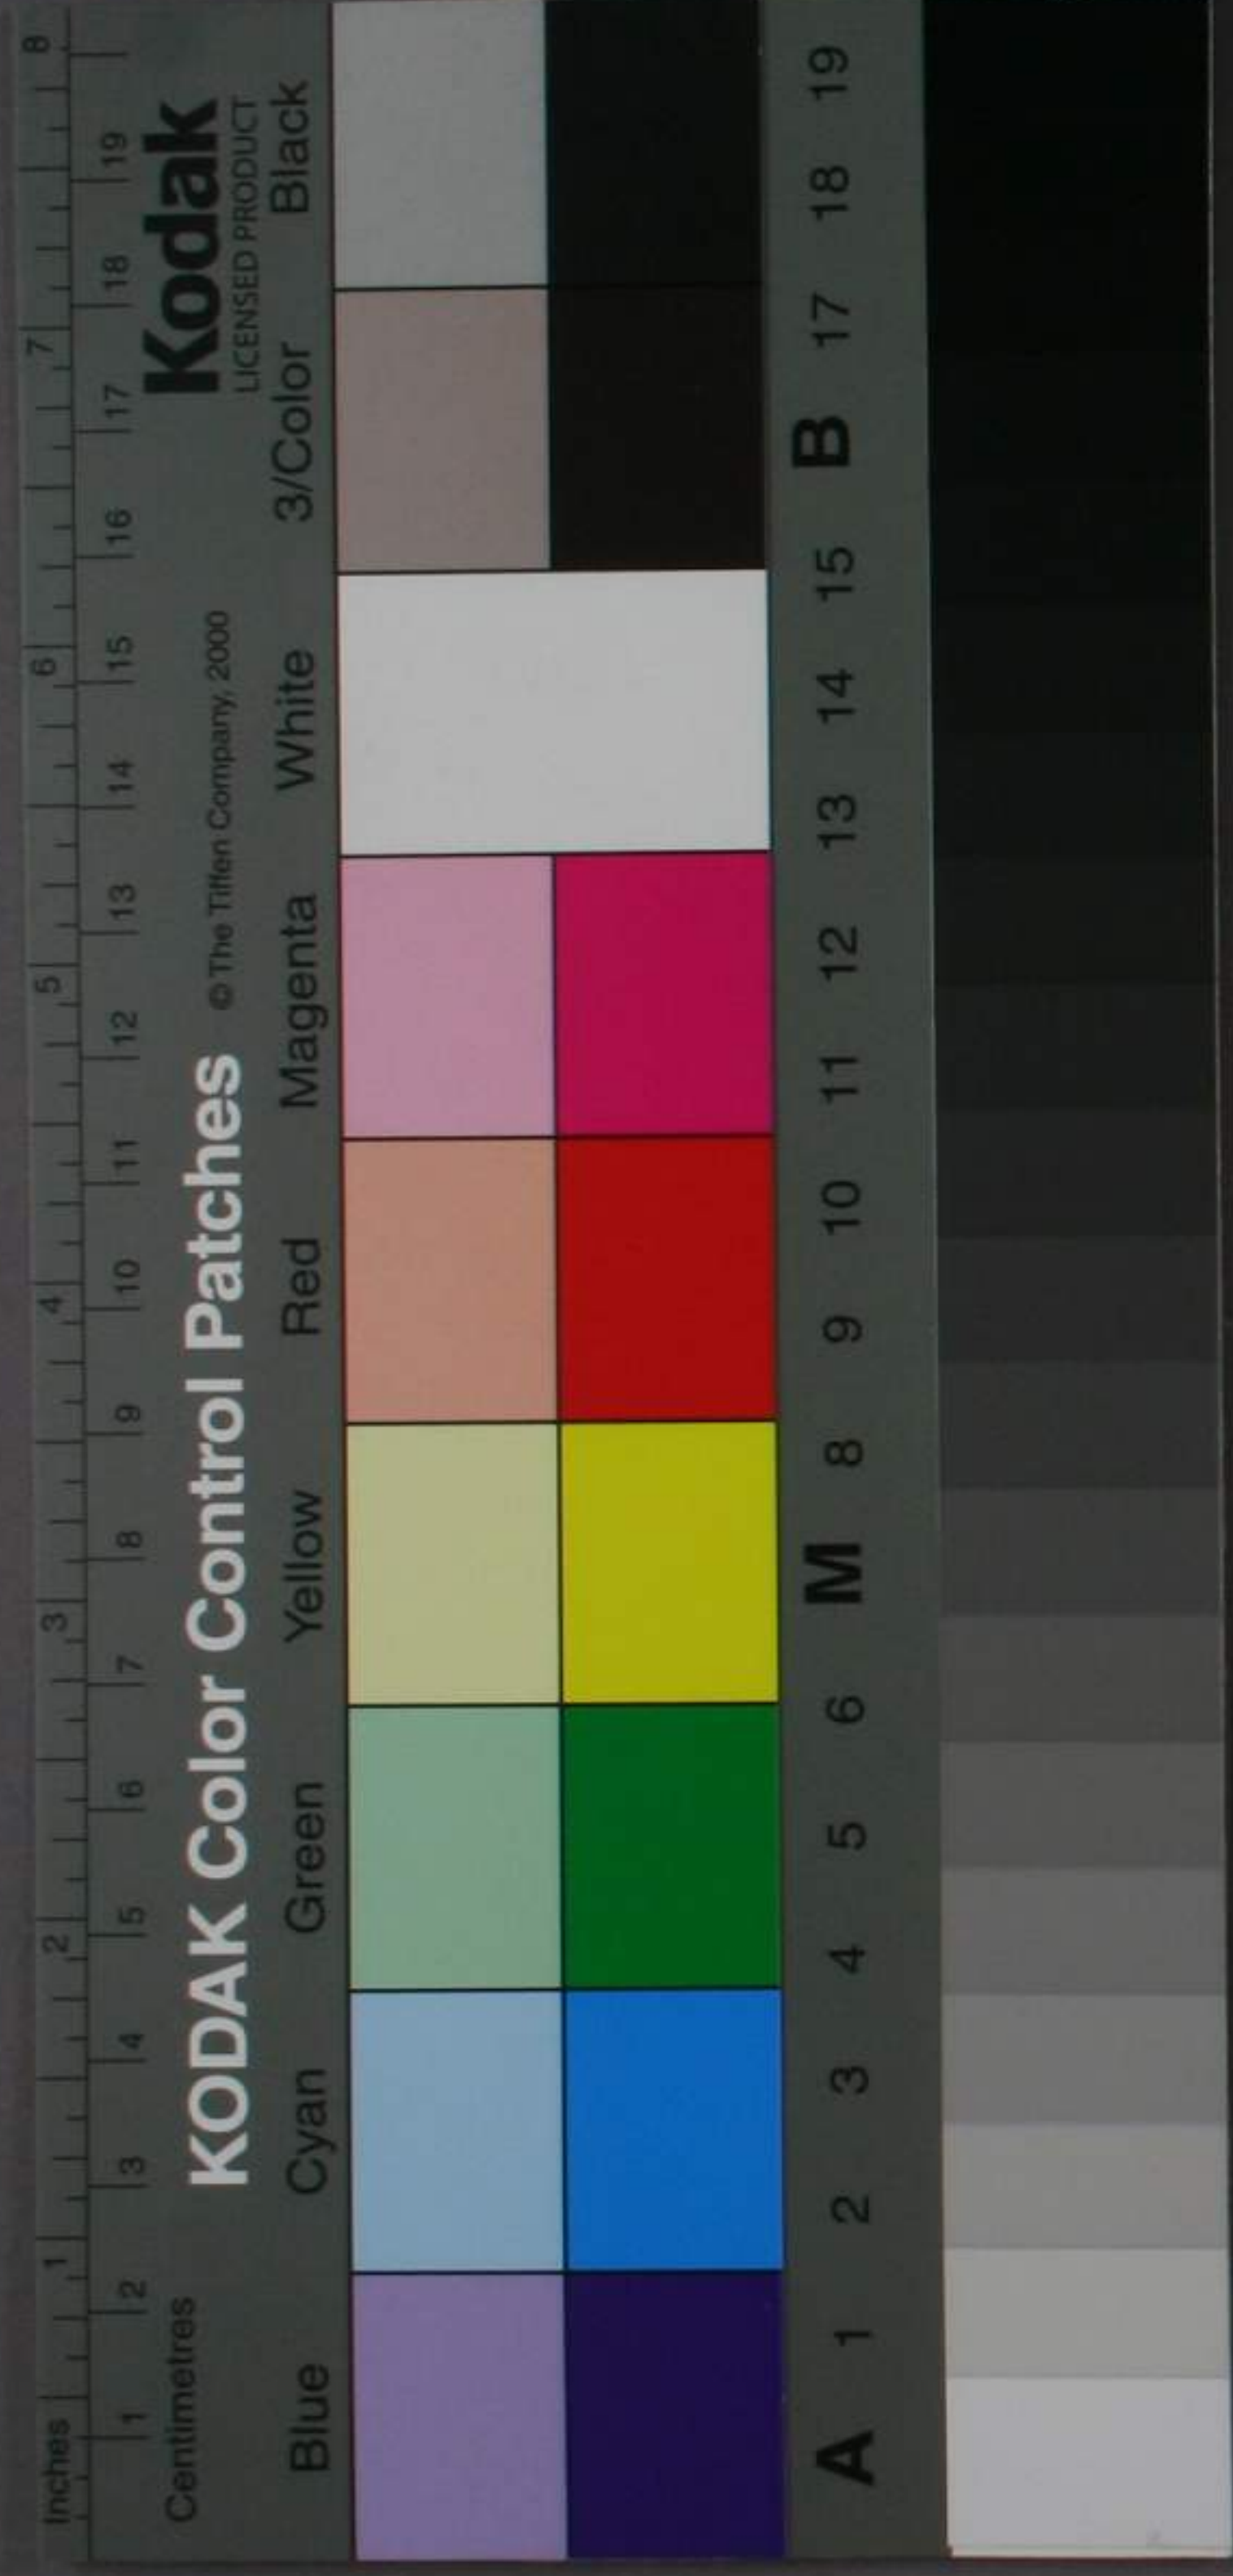 Inches 1 2 3 4 5 6 7 8
Centimetres 1 2 3 4 5 6 7 8 9 10 11 12 13 14 15 16 17 18 19
KODAK Color Control Patches © The Tiffen Company, 2000 Kodak
LICENSED PRODUCT
Blue Cyan Green Yellow Red Magenta White 3/Color Black
A 1 2 3 4 5 6 M 8 9 10 11 12 13 14 15 B 17 18 19